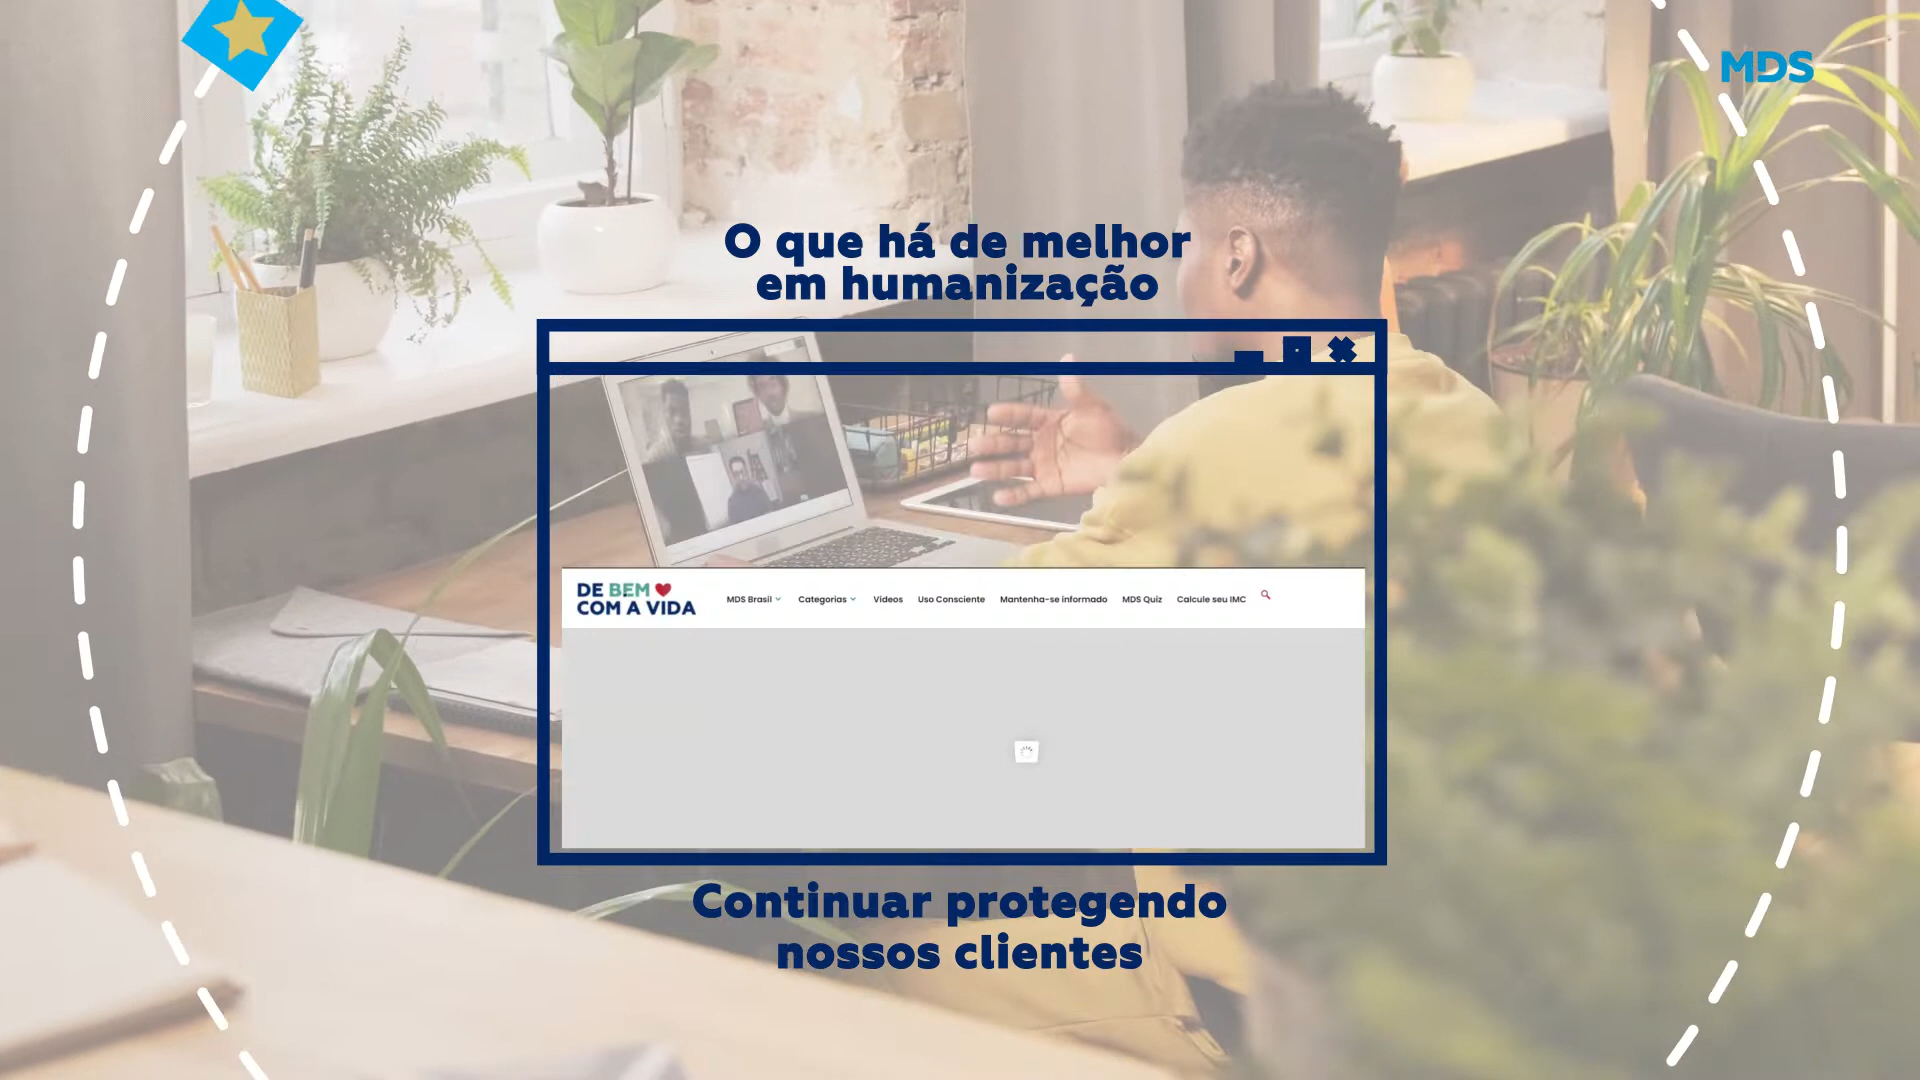 MDS
O que há de melhor
em humanização
DE BEM
COM A VIDA
MDS Brasil Categorias Vídeos Uso Consciente Mantenha-se informado MDS Quiz Calcule seu IMC
Continuar protegendo
nossos clientes